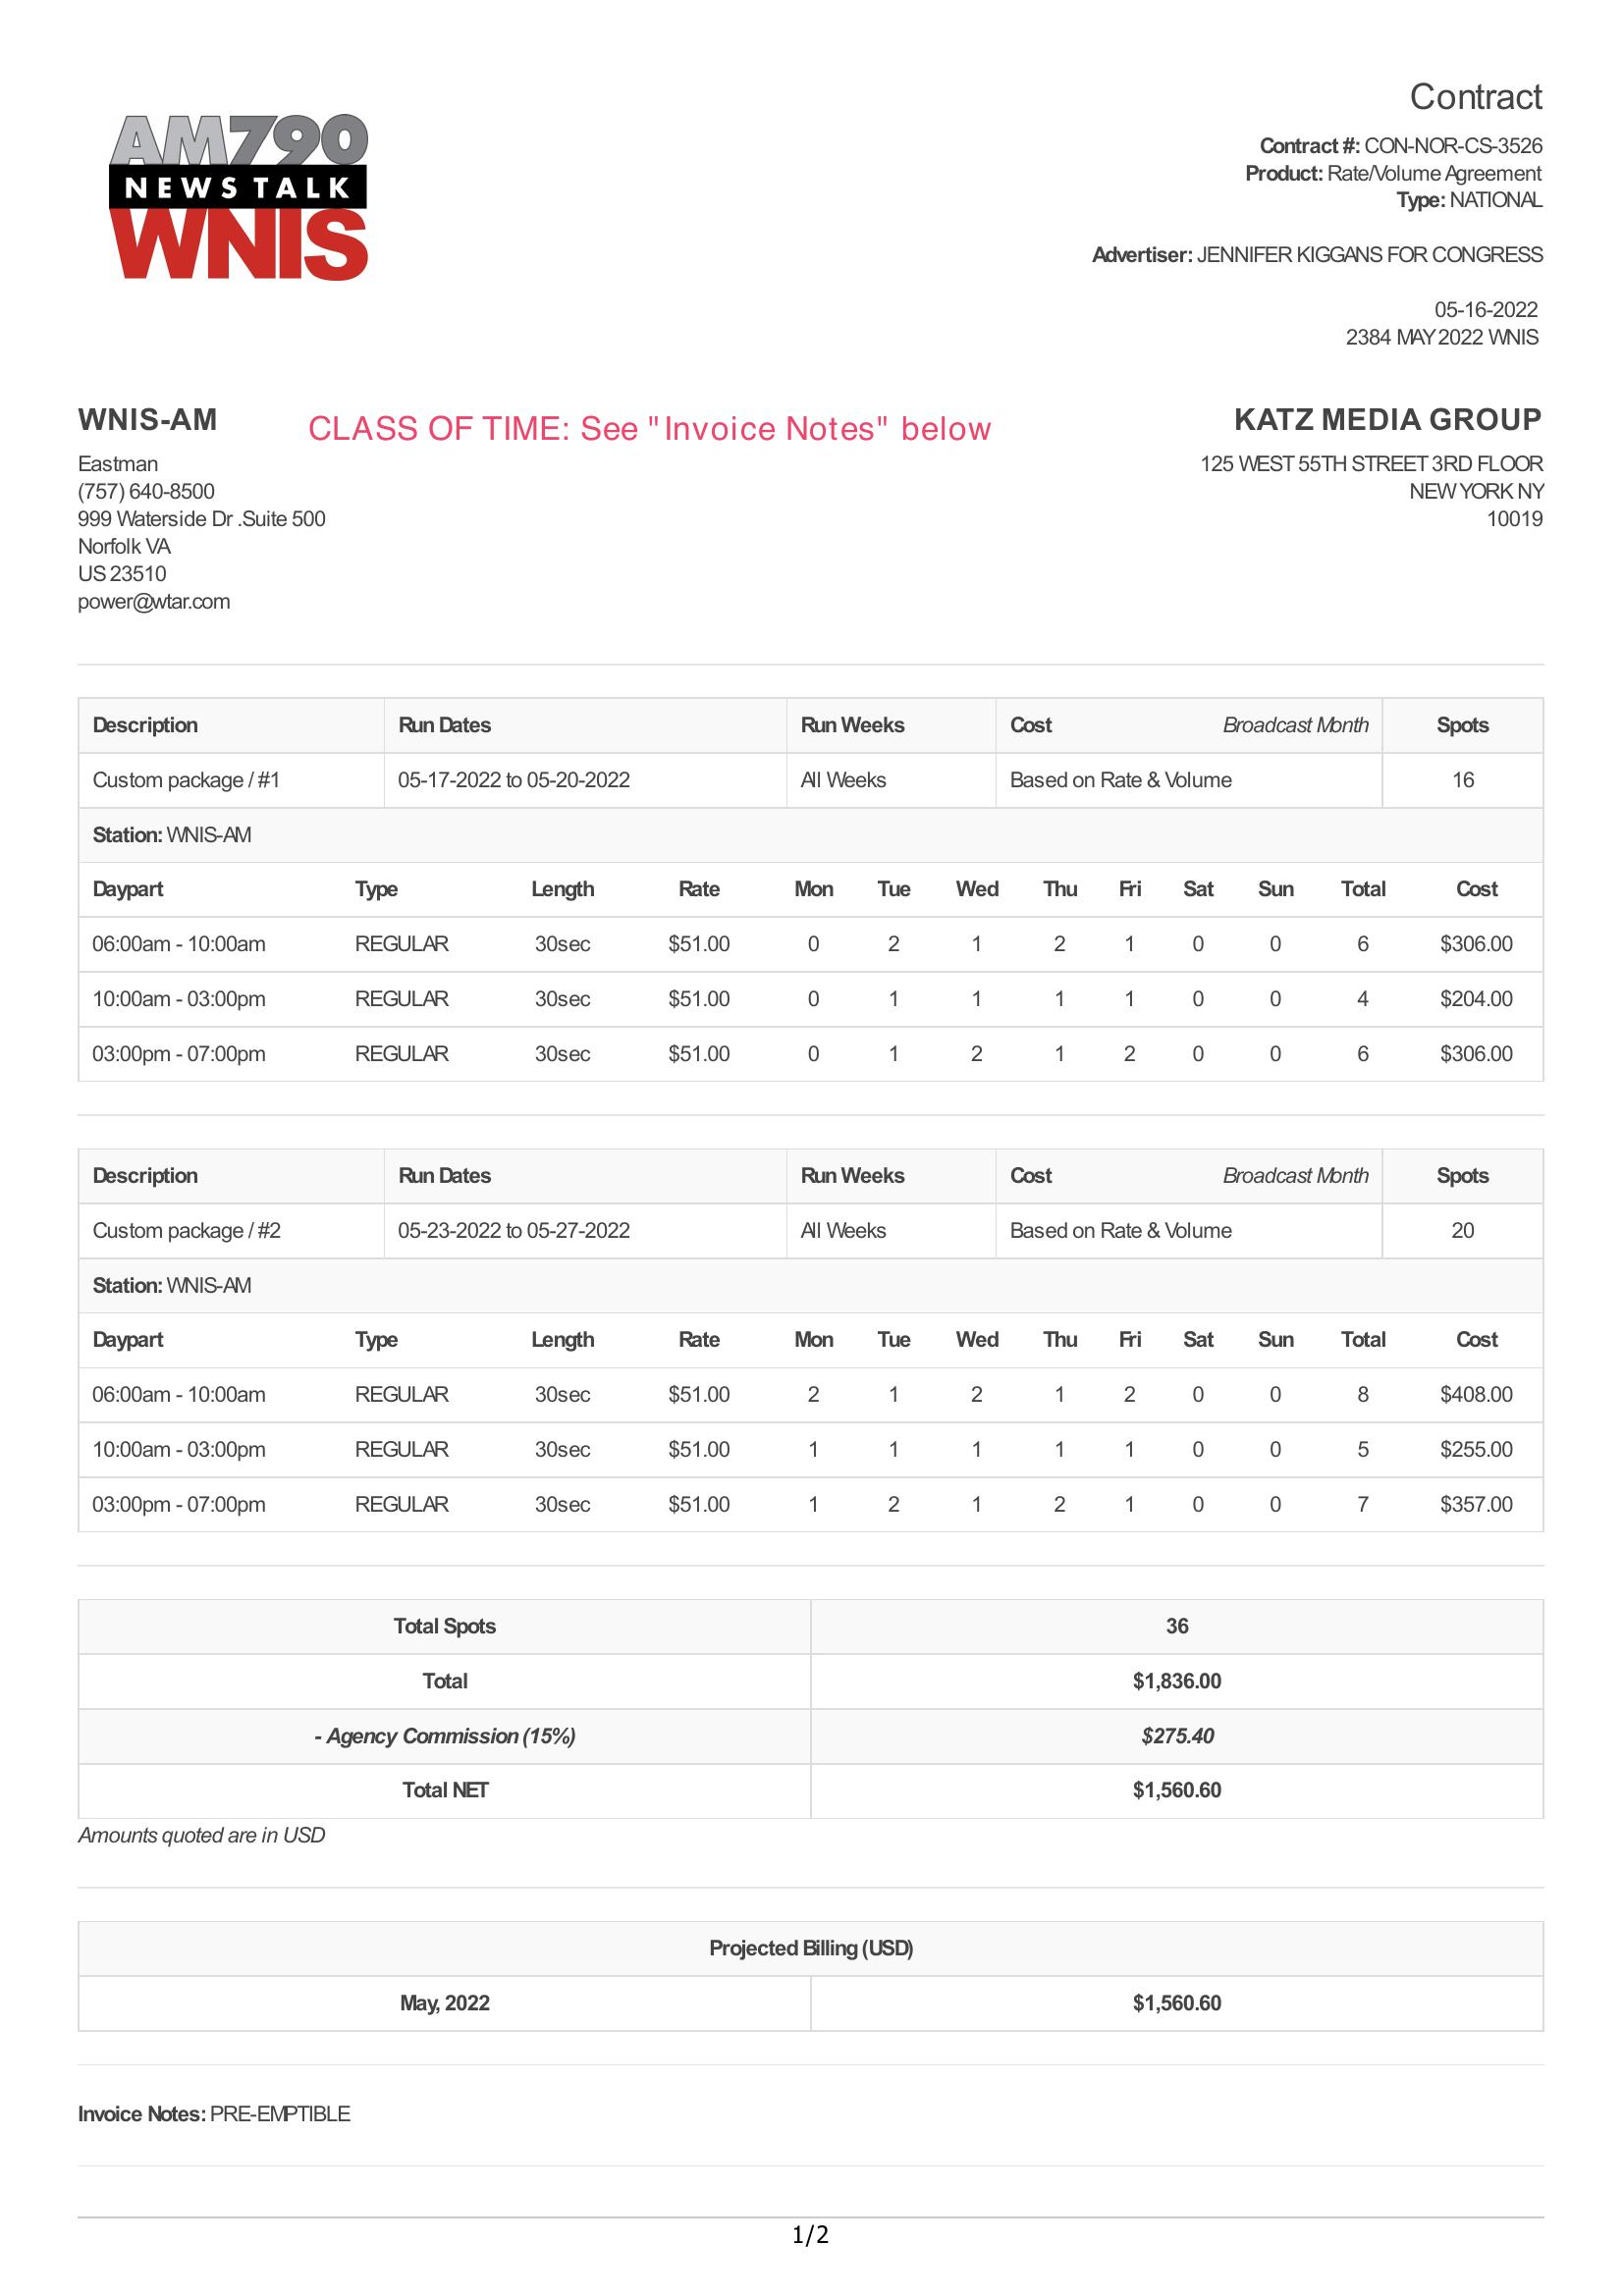 AM790
NEWS TALK
WNIS
Contract
Contract #: CON-NOR-CS-3526
Product: Rate/Volume Agreement
Type: NATIONAL
Advertiser: JENNIFER KIGGANS FOR CONGRESS
05-16-2022
2384 MAY 2022 WNIS
WNIS-AM
CLASS OF TIME: See "Invoice Notes" below
KATZ MEDIA GROUP
Eastman
125 WEST 55TH STREET 3RD FLOOR
(757) 640-8500
NEW YORK NY
999 Waterside Dr .Suite 500
10019
Norfolk VA
US 23510
power@wtar.com
Description Run Dates Run Weeks Cost Broadcast Month Spots
Custom package / #1 05-17-2022 to 05-20-2022 All Weeks Based on Rate & Volume 16
Station: WNIS-AM
Daypart Type Length Rate Mon Tue Wed Thu Fri Sat Sun Total Cost
06:00am - 10:00am REGULAR 30sec $51.00 0 2 1 2 1 0 0 6 $306.00
10:00am - 03:00pm REGULAR 30sec $51.00 0 1 1 1 1 0 0 4 $204.00
03:00pm - 07:00pm REGULAR 30sec $51.00 0 1 2 1 2 0 0 6 $306.00
Description Run Dates Run Weeks Cost Broadcast Month Spots
Custom package / #2 05-23-2022 to 05-27-2022 All Weeks Based on Rate & Volume 20
Station: WNIS-AM
Daypart Type Length Rate Mon Tue Wed Thu Fri Sat Sun Total Cost
06:00am - 10:00am REGULAR 30sec $51.00 2 1 2 1 2 0 0 8 $408.00
10:00am - 03:00pm REGULAR 30sec $51.00 1 1 1 1 1 0 0 5 $255.00
03:00pm - 07:00pm REGULAR 30sec $51.00 1 2 1 2 1 0 0 7 $357.00
Total Spots 36
Total $1,836.00
- Agency Commission (15%) $275.40
Total NET $1,560.60
Amounts quoted are in USD
Projected Billing (USD)
May, 2022 $1,560.60
Invoice Notes: PRE-EMPTIBLE
1/2